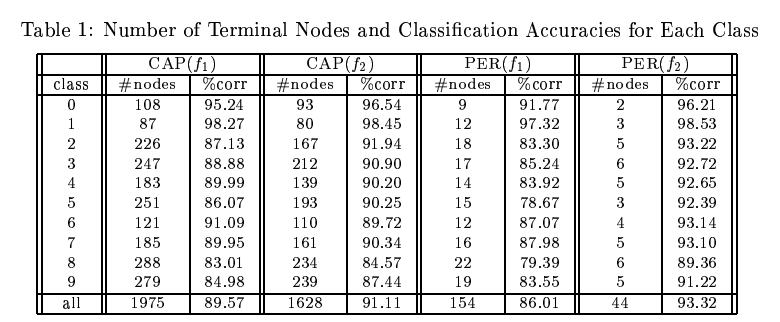 Table 1: Number of Terminal Nodes and Classification Accuracies for Each Class
CAP(f₁) CAP(f₂) PER(f₁) PER(f₂)
class #nodes %corr #nodes %corr #nodes %corr #nodes %corr
0 108 95.24 93 96.54 9 91.77 2 96.21
1 87 98.27 80 98.45 12 97.32 3 98.53
2 226 87.13 167 91.94 18 83.30 5 93.22
3 247 88.88 212 90.90 17 85.24 6 92.72
4 183 89.99 139 90.20 14 83.92 5 92.65
5 251 86.07 193 90.25 15 78.67 3 92.39
6 121 91.09 110 89.72 12 87.07 4 93.14
7 185 89.95 161 90.34 16 87.98 5 93.10
8 288 83.01 234 84.57 22 79.39 6 89.36
9 279 84.98 239 87.44 19 83.55 5 91.22
all 1975 89.57 1628 91.11 154 86.01 44 93.32